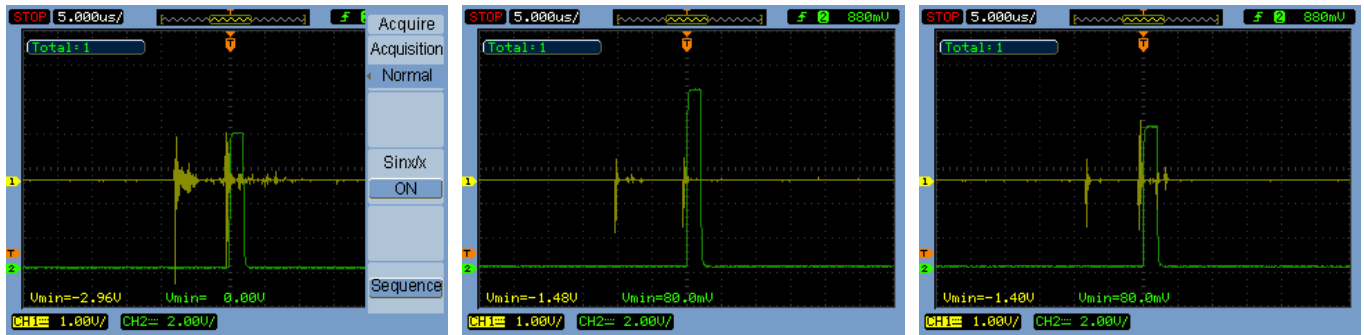 STOP 5.000us/ T
Acquire
Acquisition
Normal
Sinx/x
ON
Sequence
Total:1
T
1
T
2
Vmin=-2.96V Vmin= 0.00V
CH1 1.00V/ CH2 2.00V/
STOP 5.000us/ 2 880mV
Total:1
T
1
T
2
Vmin=-1.48V Vmin=80.0mV
CH1 1.00V/ CH2 2.00V/
STOP 5.000us/ 2 880mV
Total:1
T
1
T
2
Vmin=-1.40V Vmin=80.0mV
CH1 1.00V/ CH2 2.00V/